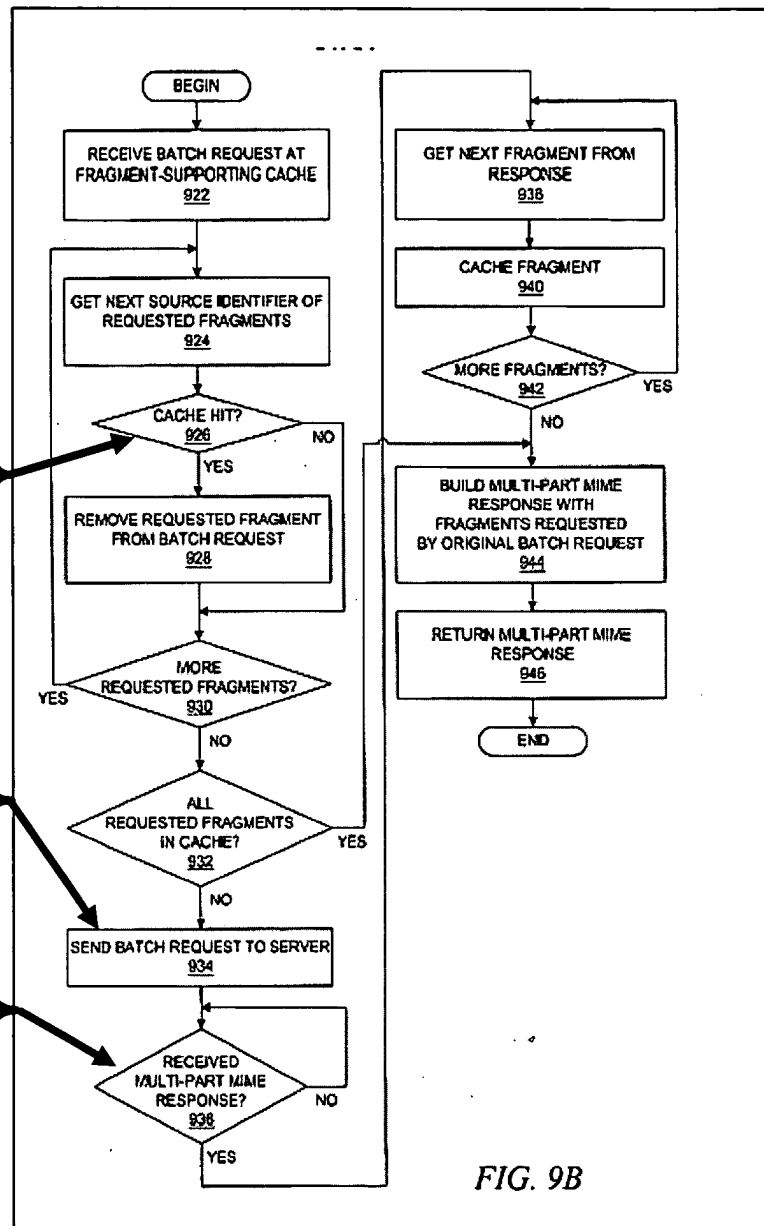 BEGIN
RECEIVE BATCH REQUEST AT
FRAGMENT-SUPPORTING CACHE
922
GET NEXT SOURCE IDENTIFIER OF
REQUESTED FRAGMENTS
924
CACHE HIT?
926
NO
YES
REMOVE REQUESTED FRAGMENT
FROM BATCH REQUEST
928
MORE
REQUESTED FRAGMENTS?
930
YES
NO
ALL
REQUESTED FRAGMENTS
IN CACHE?
932
YES
NO
SEND BATCH REQUEST TO SERVER
934
RECEIVED
MULTI-PART MIME
RESPONSE?
936
NO
YES
GET NEXT FRAGMENT FROM
RESPONSE
938
CACHE FRAGMENT
940
MORE FRAGMENTS?
942
YES
NO
BUILD MULTI-PART MIME
RESPONSE WITH
FRAGMENTS REQUESTED
BY ORIGINAL BATCH REQUEST
944
RETURN MULTI-PART MIME
RESPONSE
946
END
FIG. 9B